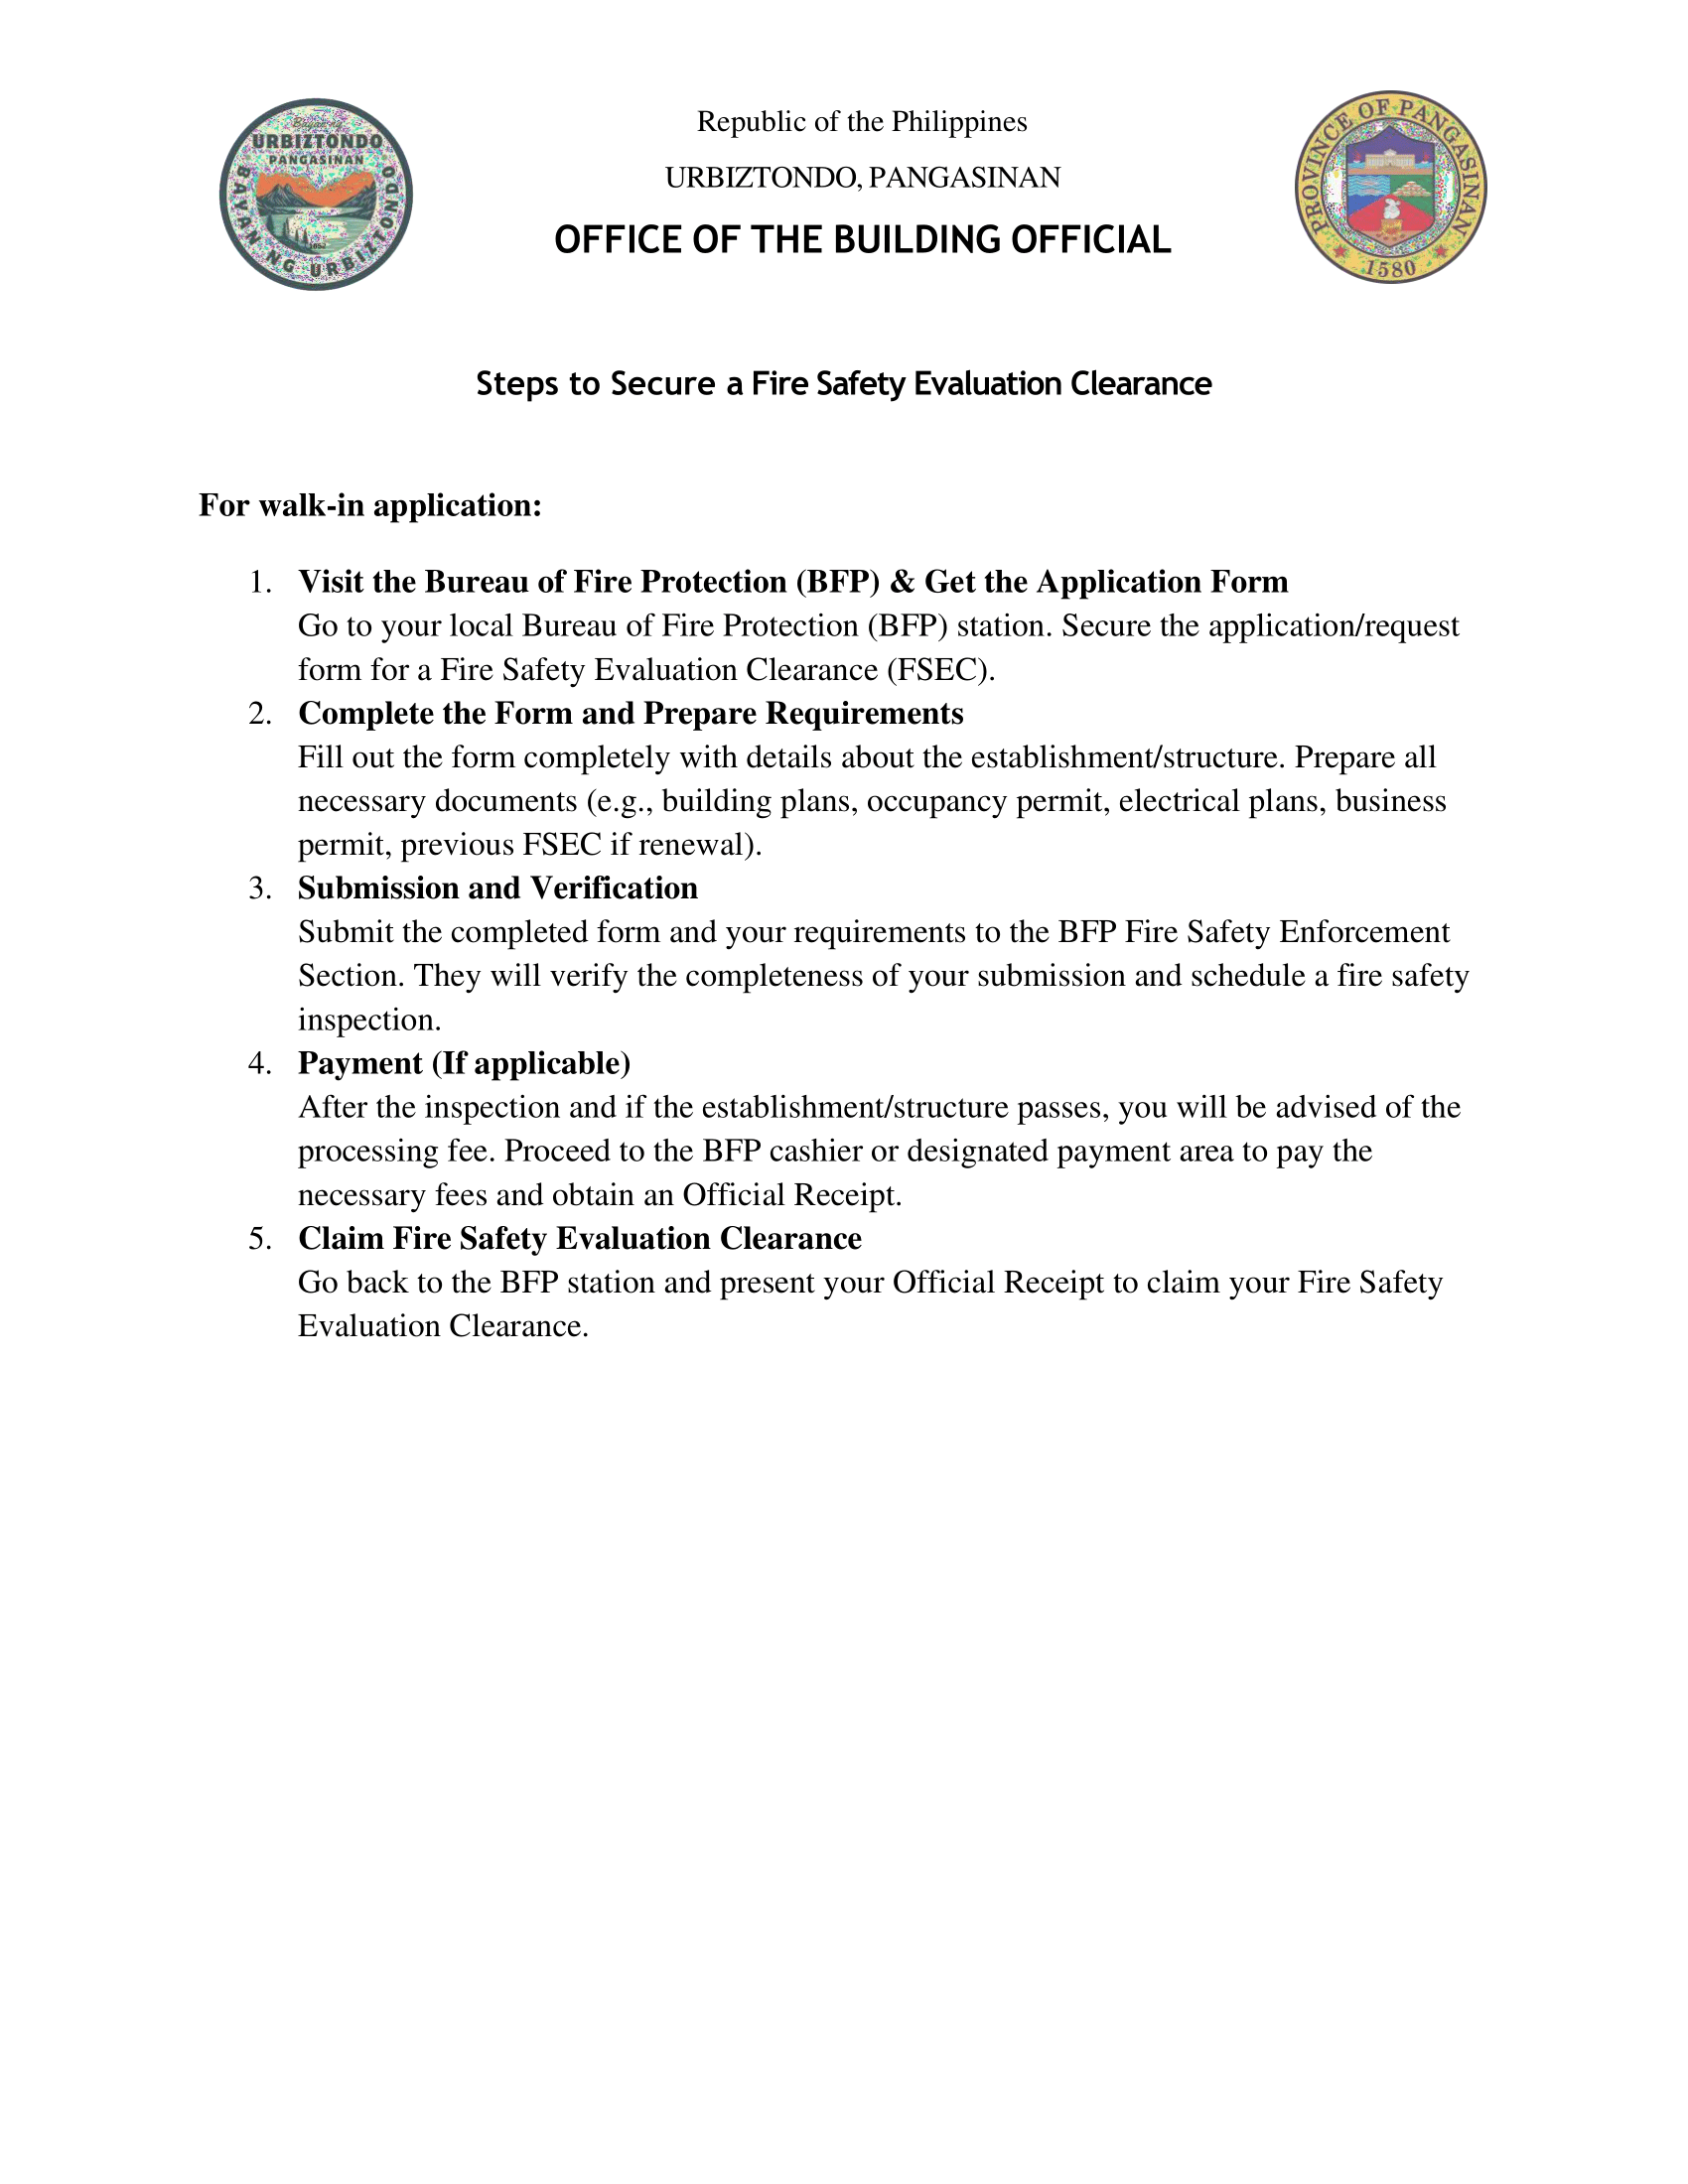 Bayan ng
URBIZTONDO
PANGASINAN
BAYAN NG URBIZTONDO
Republic of the Philippines
URBIZTONDO, PANGASINAN
OFFICE OF THE BUILDING OFFICIAL
PROVINCE OF PANGASINAN
1580
Steps to Secure a Fire Safety Evaluation Clearance
For walk-in application:
1. Visit the Bureau of Fire Protection (BFP) & Get the Application Form
Go to your local Bureau of Fire Protection (BFP) station. Secure the application/request
form for a Fire Safety Evaluation Clearance (FSEC).
2. Complete the Form and Prepare Requirements
Fill out the form completely with details about the establishment/structure. Prepare all
necessary documents (e.g., building plans, occupancy permit, electrical plans, business
permit, previous FSEC if renewal).
3. Submission and Verification
Submit the completed form and your requirements to the BFP Fire Safety Enforcement
Section. They will verify the completeness of your submission and schedule a fire safety
inspection.
4. Payment (If applicable)
After the inspection and if the establishment/structure passes, you will be advised of the
processing fee. Proceed to the BFP cashier or designated payment area to pay the
necessary fees and obtain an Official Receipt.
5. Claim Fire Safety Evaluation Clearance
Go back to the BFP station and present your Official Receipt to claim your Fire Safety
Evaluation Clearance.